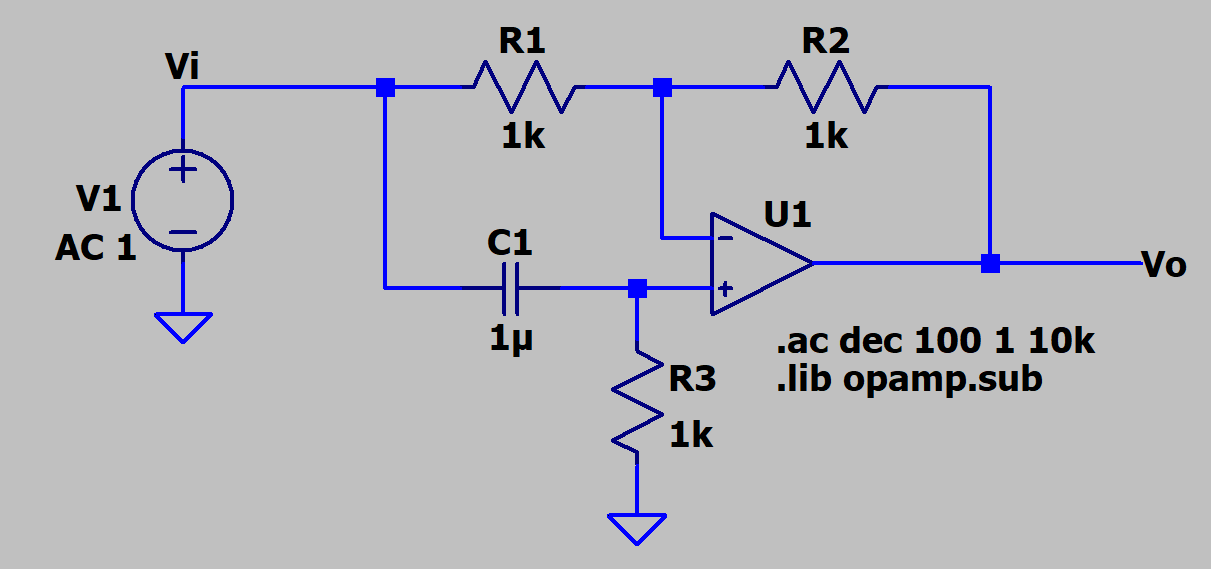 Vi
R1
1k
R2
1k
V1
AC 1
C1
1µ
U1
Vo
R3
1k
.ac dec 100 1 10k
.lib opamp.sub